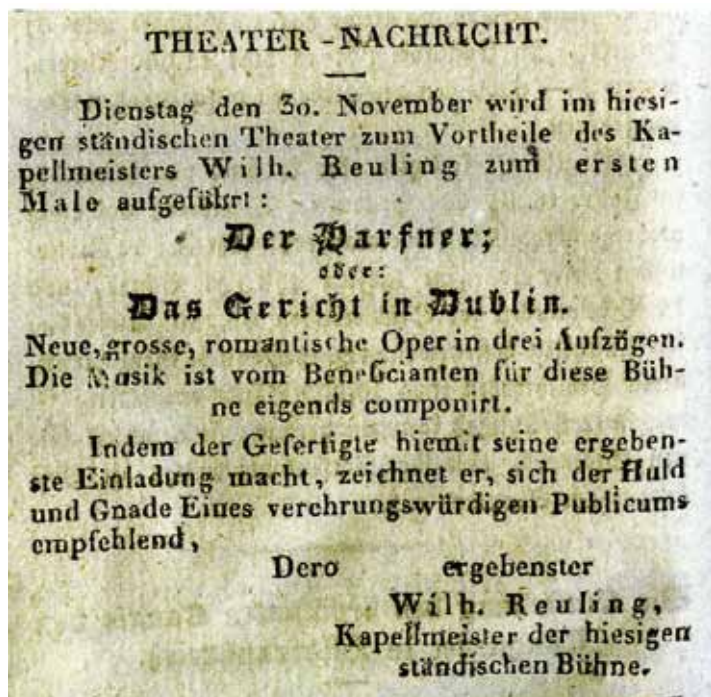 THEATER-NACHRICHT.
Dienstag den 30. November wird im hiesi-
gen ständischen Theater zum Vortheile des Ka-
pellmeisters Wilh. Reuling zum ersten
Male aufgeführt:
Der Harfner;
oder:
Das Gericht in Dublin.
Neue, grosse, romantische Oper in drei Aufzügen.
Die Musik ist vom Beneficianten für diese Büh-
ne eigends componirt.
Indem der Gefertigte hiemit seine ergeben-
ste Einladung macht, zeichnet er, sich der Huld
und Gnade Eines verehrungswürdigen Publicums
empfehlend,
Dero ergebenster
Wilh. Reuling,
Kapellmeister der hiesigen
ständischen Bühne.